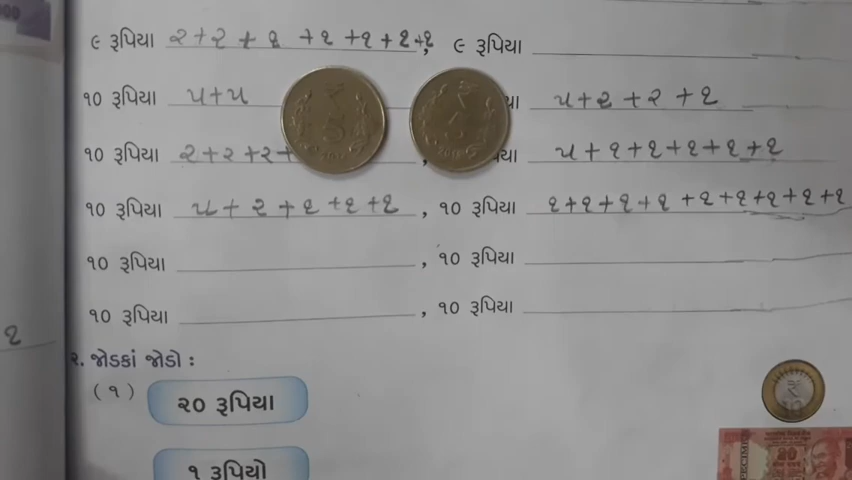 ૯ રૂપિયા ૨+૨ + ૧ +૧ +૧+૧+૧, ૯ રૂપિયા
૧૦ રૂપિયા ૫+૫ ૫+૨+૨+૧
૧૦ રૂપિયા ૨+૨+૨+ , ૫+૧+૧+૧+૧+૧
૧૦ રૂપિયા ૫+૨+૧+૧+૧, ૧૦ રૂપિયા ૧+૧+૧+૧+૧+૧+૧+૧+૧
૧૦ રૂપિયા , ૧૦ રૂપિયા
૧૦ રૂપિયા , ૧૦ રૂપિયા
૨. જોડકાં જોડો :
(૧) ૨૦ રૂપિયા
૧ રૂપિયો